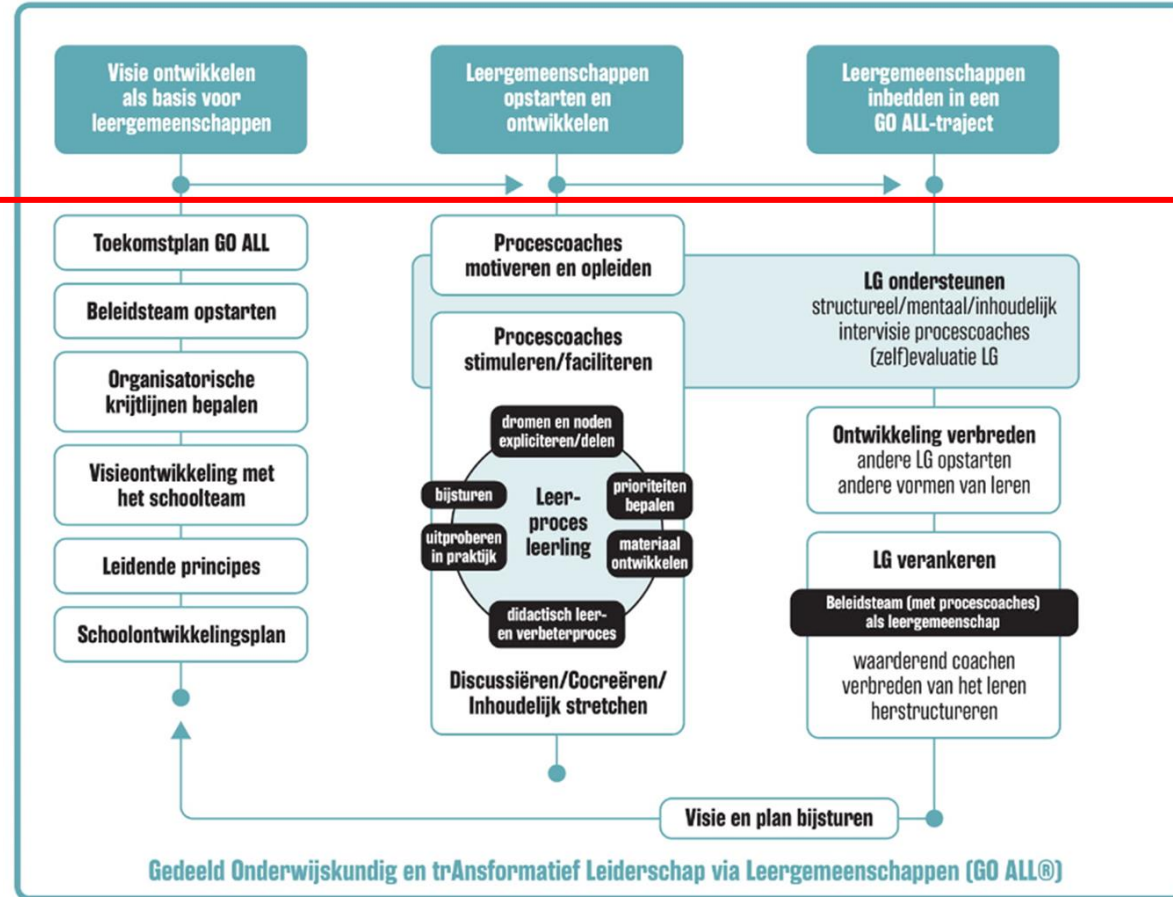 Visie ontwikkelen
als basis voor
leergemeenschappen
Leergemeenschappen
opstarten en
ontwikkelen
Leergemeenschappen
inbedden in een
GO ALL-traject
Toekomstplan GO ALL
Beleidsteam opstarten
Organisatorische
krijtlijnen bepalen
Visieontwikkeling met
het schoolteam
Leidende principes
Schoolontwikkelingsplan
Procescoaches
motiveren en opleiden
Procescoaches
stimuleren/faciliteren
dromen en noden
expliciteren/delen
prioriteiten
bepalen
materiaal
ontwikkelen
didactisch leer-
en verbeterproces
uitproberen
in praktijk
bijsturen
Leer-
proces
leerling
Discussiëren/Cocreëren/
Inhoudelijk stretchen
LG ondersteunen
structureel/mentaal/inhoudelijk
intervisie procescoaches
(zelf)evaluatie LG
Ontwikkeling verbreden
andere LG opstarten
andere vormen van leren
LG verankeren
Beleidsteam (met procescoaches)
als leergemeenschap
waarderend coachen
verbreden van het leren
herstructureren
Visie en plan bijsturen
Gedeeld Onderwijskundig en trAnsformatief Leiderschap via Leergemeenschappen (GO ALL®)